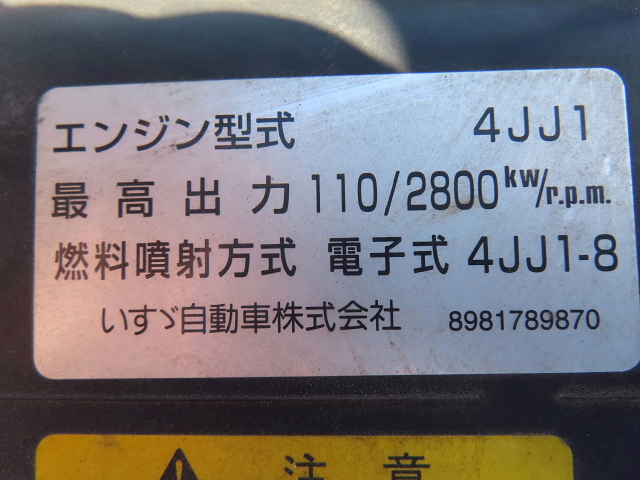 エンジン型式 4JJ1
最高出力 110/2800 kw/r.p.m.
燃料噴射方式 電子式 4JJ1-8
いすゞ自動車株式会社 8981789870
注意